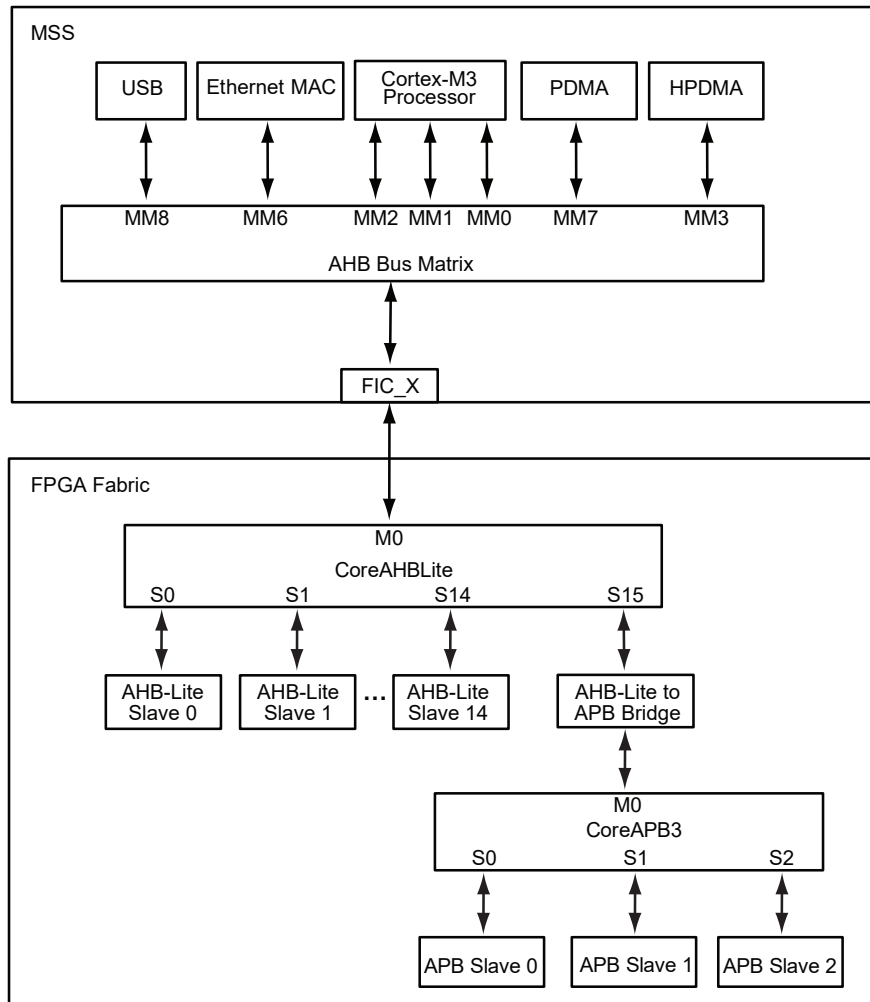 MSS
USB
Ethernet MAC
Cortex-M3
Processor
PDMA
HPDMA
MM8
MM6
MM2
MM1
MM0
MM7
MM3
AHB Bus Matrix
FIC_X
FPGA Fabric
M0
CoreAHBLite
S0
S1
S14
S15
AHB-Lite
Slave 0
AHB-Lite
Slave 1
...
AHB-Lite
Slave 14
AHB-Lite to
APB Bridge
M0
CoreAPB3
S0
S1
S2
APB Slave 0
APB Slave 1
APB Slave 2